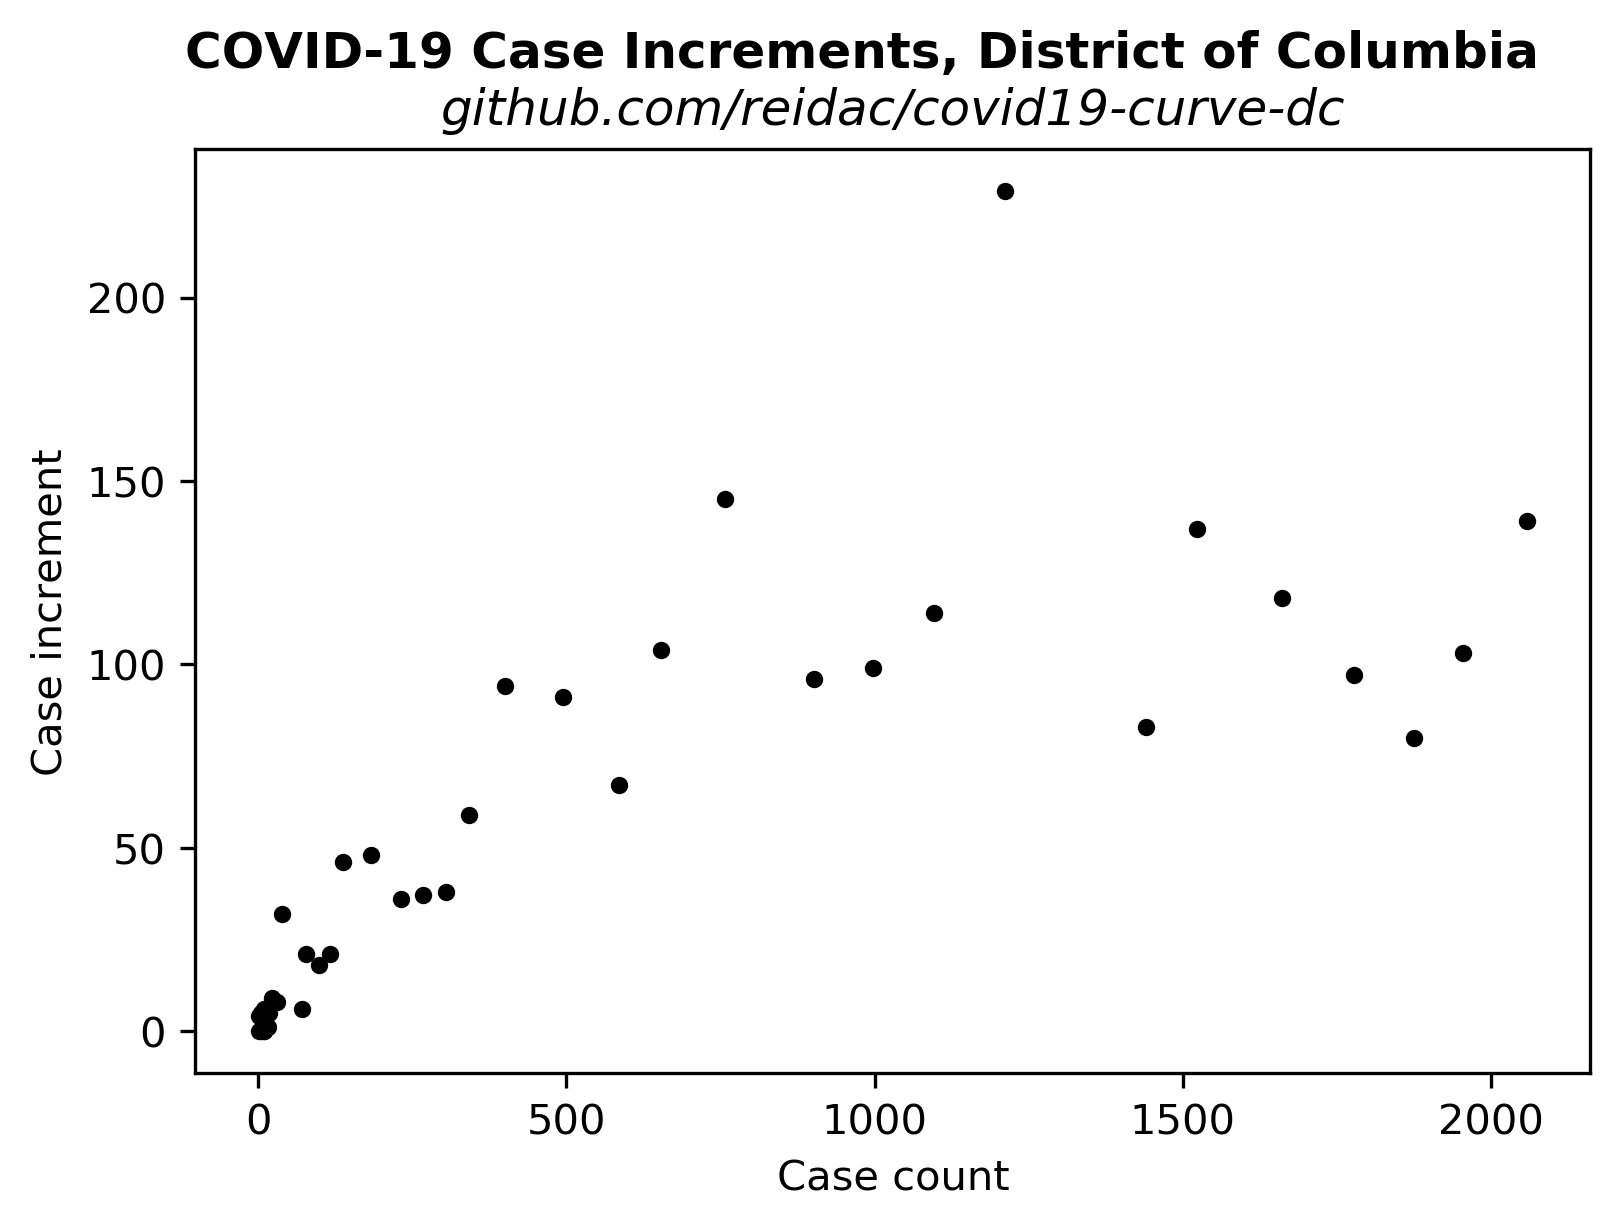 COVID-19 Case Increments, District of Columbia
github.com/reidac/covid19-curve-dc
200
150
100
50
0
Case increment
0 500 1000 1500 2000
Case count